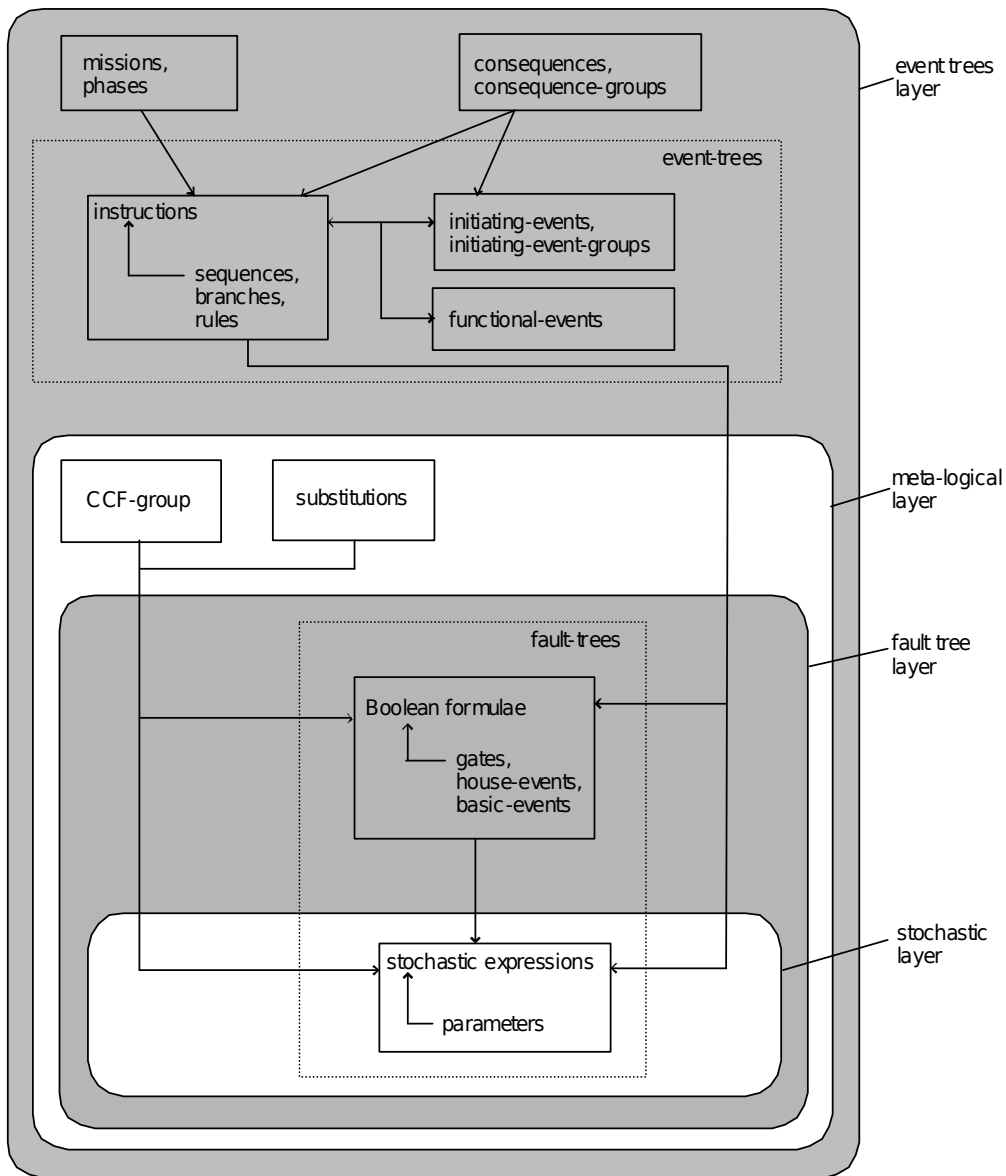 missions,
phases
consequences,
consequence-groups
event trees
layer
event-trees
instructions
sequences,
branches,
rules
initiating-events,
initiating-event-groups
functional-events
meta-logical
layer
CCF-group
substitutions
fault tree
layer
fault-trees
Boolean formulae
gates,
house-events,
basic-events
stochastic
layer
stochastic expressions
parameters